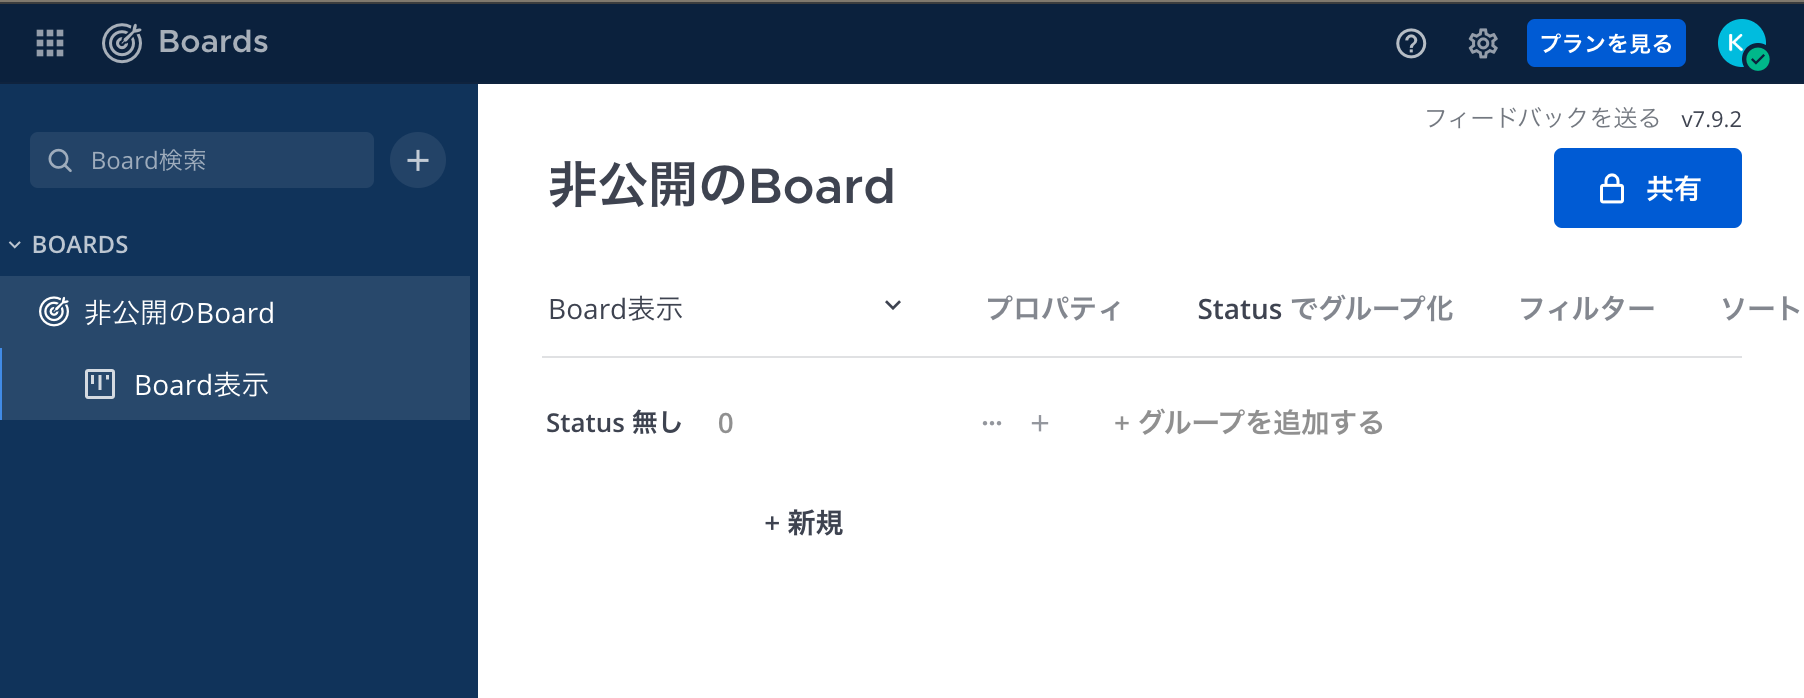 Boards
プランを見る
K
Board検索
BOARDS
非公開のBoard
Board表示
フィードバックを送る v7.9.2
非公開のBoard
共有
Board表示 プロパティ Status でグループ化 フィルター ソート
Status 無し 0 + グループを追加する
+ 新規